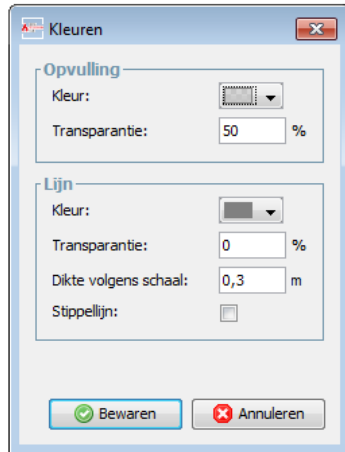 Kleuren
Opvulling
Kleur:
Transparantie: 50 %
Lijn
Kleur:
Transparantie: 0 %
Dikte volgens schaal: 0,3 m
Stippellijn:
Bewaren Annuleren